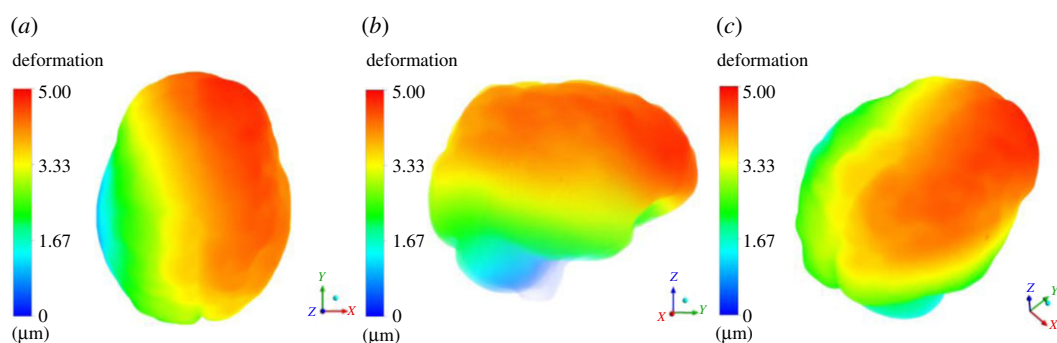 (a)
deformation
5.00
3.33
1.67
0
(μm)
Y
Z
X
(b)
deformation
5.00
3.33
1.67
0
(μm)
Z
X
Y
(c)
deformation
5.00
3.33
1.67
0
(μm)
Z
Y
X